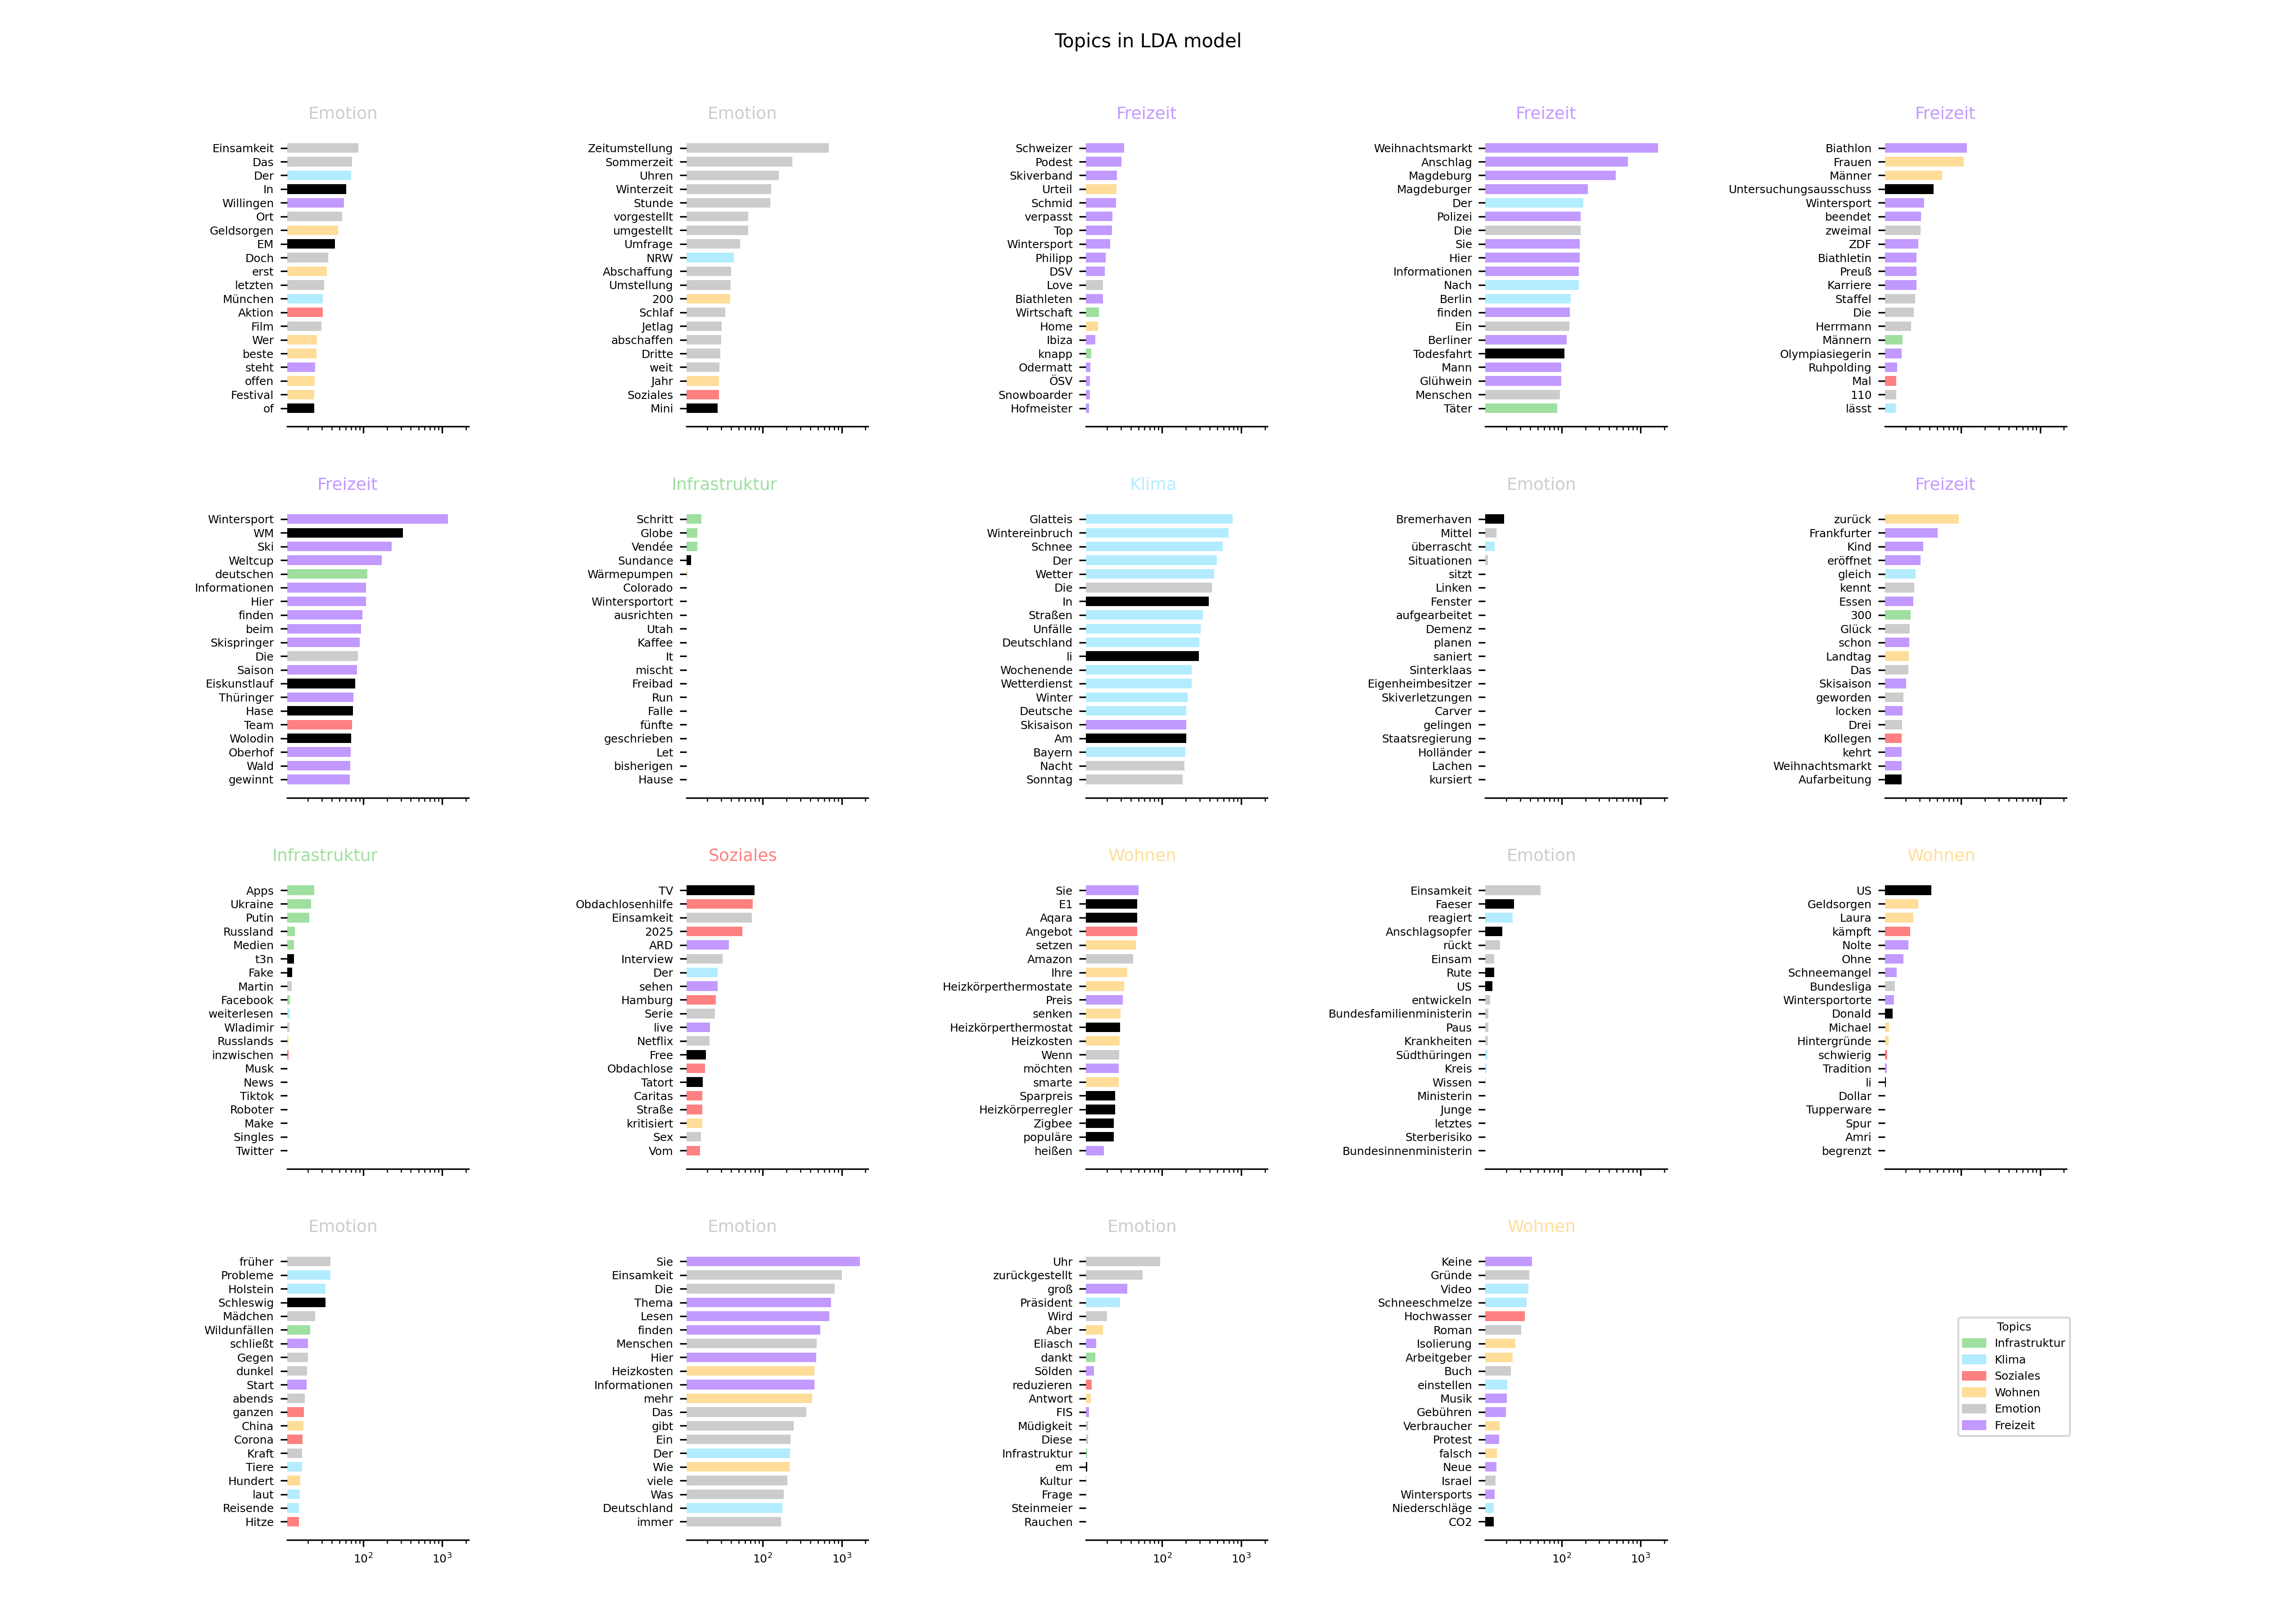 Topics in LDA model
Emotion
Einsamkeit
Das
Der
In
Willingen
Ort
Geldsorgen
EM
Doch
erst
letzten
München
Aktion
Film
Wer
beste
steht
offen
Festival
of
Emotion
Zeitumstellung
Sommerzeit
Uhren
Winterzeit
Stunde
vorgestellt
umgestellt
Umfrage
NRW
Abschaffung
Umstellung
200
Schlaf
Jetlag
abschaffen
Dritte
weit
Jahr
Soziales
Mini
Freizeit
Schweizer
Podest
Skiverband
Urteil
Schmid
verpasst
Top
Wintersport
Philipp
DSV
Love
Biathleten
Wirtschaft
Home
Ibiza
knapp
Odermatt
ÖSV
Snowboarder
Hofmeister
Freizeit
Weihnachtsmarkt
Anschlag
Magdeburg
Magdeburger
Der
Polizei
Die
Sie
Hier
Informationen
Nach
Berlin
finden
Ein
Berliner
Todesfahrt
Mann
Glühwein
Menschen
Täter
Freizeit
Biathlon
Frauen
Männer
Untersuchungsausschuss
Wintersport
beendet
zweimal
ZDF
Biathletin
Preuß
Karriere
Staffel
Die
Herrmann
Männern
Olympiasiegerin
Ruhpolding
Mal
110
lässt
Freizeit
Wintersport
WM
Ski
Weltcup
deutschen
Informationen
Hier
finden
beim
Skispringer
Die
Saison
Eiskunstlauf
Thüringer
Hase
Team
Wolodin
Oberhof
Wald
gewinnt
Infrastruktur
Schritt
Globe
Vendée
Sundance
Wärmepumpen
Colorado
Wintersportort
ausrichten
Utah
Kaffee
It
mischt
Freibad
Run
Falle
fünfte
geschrieben
Let
bisherigen
Hause
Klima
Glatteis
Wintereinbruch
Schnee
Der
Wetter
Die
In
Straßen
Unfälle
Deutschland
li
Wochenende
Wetterdienst
Winter
Deutsche
Skisaison
Am
Bayern
Nacht
Sonntag
Emotion
Bremerhaven
Mittel
überrascht
Situationen
sitzt
Linken
Fenster
aufgearbeitet
Demenz
planen
saniert
Sinterklaas
Eigenheimbesitzer
Skiverletzungen
Carver
gelingen
Staatsregierung
Holländer
Lachen
kursiert
Freizeit
zurück
Frankfurter
Kind
eröffnet
gleich
kennt
Essen
300
Glück
schon
Landtag
Das
Skisaison
geworden
locken
Drei
Kollegen
kehrt
Weihnachtsmarkt
Aufarbeitung
Infrastruktur
Apps
Ukraine
Putin
Russland
Medien
t3n
Fake
Martin
Facebook
weiterlesen
Wladimir
Russlands
inzwischen
Musk
News
Tiktok
Roboter
Make
Singles
Twitter
Soziales
TV
Obdachlosenhilfe
Einsamkeit
2025
ARD
Interview
Der
sehen
Hamburg
Serie
live
Netflix
Free
Obdachlose
Tatort
Caritas
Straße
kritisiert
Sex
Vom
Wohnen
Sie
E1
Aqara
Angebot
setzen
Amazon
Ihre
Heizkörperthermostate
Preis
senken
Heizkörperthermostat
Heizkosten
Wenn
möchten
smarte
Sparpreis
Heizkörperregler
Zigbee
populäre
heißen
Emotion
Einsamkeit
Faeser
reagiert
Anschlagsopfer
rückt
Einsam
Rute
US
entwickeln
Bundesfamilienministerin
Paus
Krankheiten
Südthüringen
Kreis
Wissen
Ministerin
Junge
letztes
Sterberisiko
Bundesinnenministerin
Wohnen
US
Geldsorgen
Laura
kämpft
Nolte
Ohne
Schneemangel
Bundesliga
Wintersportorte
Donald
Michael
Hintergründe
schwierig
Tradition
li
Dollar
Tupperware
Spur
Amri
begrenzt
Emotion
früher
Probleme
Holstein
Schleswig
Mädchen
Wildunfällen
schließt
Gegen
dunkel
Start
abends
ganzen
China
Corona
Kraft
Tiere
Hundert
laut
Reisende
Hitze
10² 10³
Emotion
Sie
Einsamkeit
Die
Thema
Lesen
finden
Menschen
Hier
Heizkosten
Informationen
mehr
Das
gibt
Ein
Der
Wie
viele
Was
Deutschland
immer
10² 10³
Emotion
Uhr
zurückgestellt
groß
Präsident
Wird
Aber
Eliasch
dankt
Sölden
reduzieren
Antwort
FIS
Müdigkeit
Diese
Infrastruktur
em
Kultur
Frage
Steinmeier
Rauchen
10² 10³
Wohnen
Keine
Gründe
Video
Schneeschmelze
Hochwasser
Roman
Isolierung
Arbeitgeber
Buch
einstellen
Musik
Gebühren
Verbraucher
Protest
falsch
Neue
Israel
Wintersports
Niederschläge
CO2
10² 10³
Topics
Infrastruktur
Klima
Soziales
Wohnen
Emotion
Freizeit